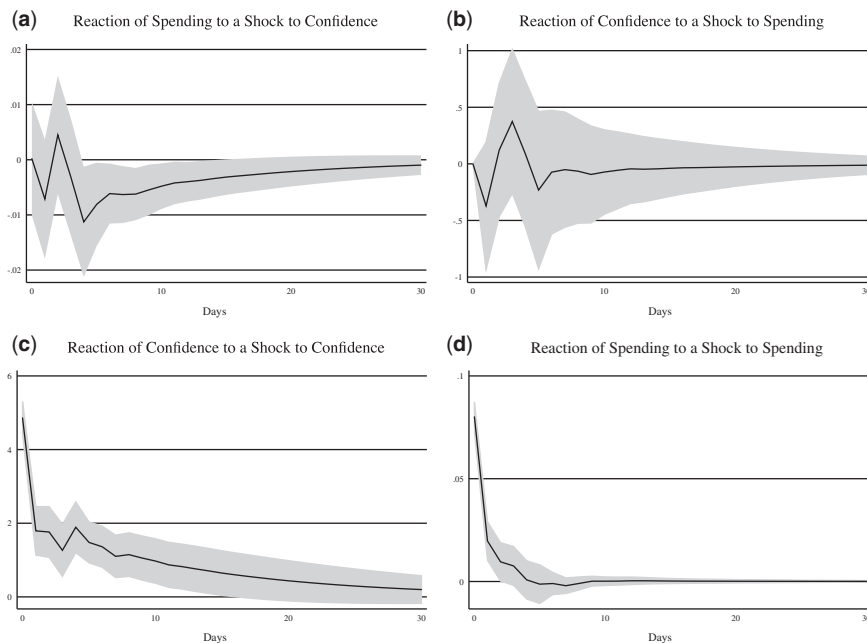 (a) Reaction of Spending to a Shock to Confidence
.02
.01
0
-.01
-.02
0 10 20 30
Days
(b) Reaction of Confidence to a Shock to Spending
1
.5
0
-.5
-1
0 10 20 30
Days
(c) Reaction of Confidence to a Shock to Confidence
6
4
2
0
0 10 20 30
Days
(d) Reaction of Spending to a Shock to Spending
.1
.05
0
0 10 20 30
Days